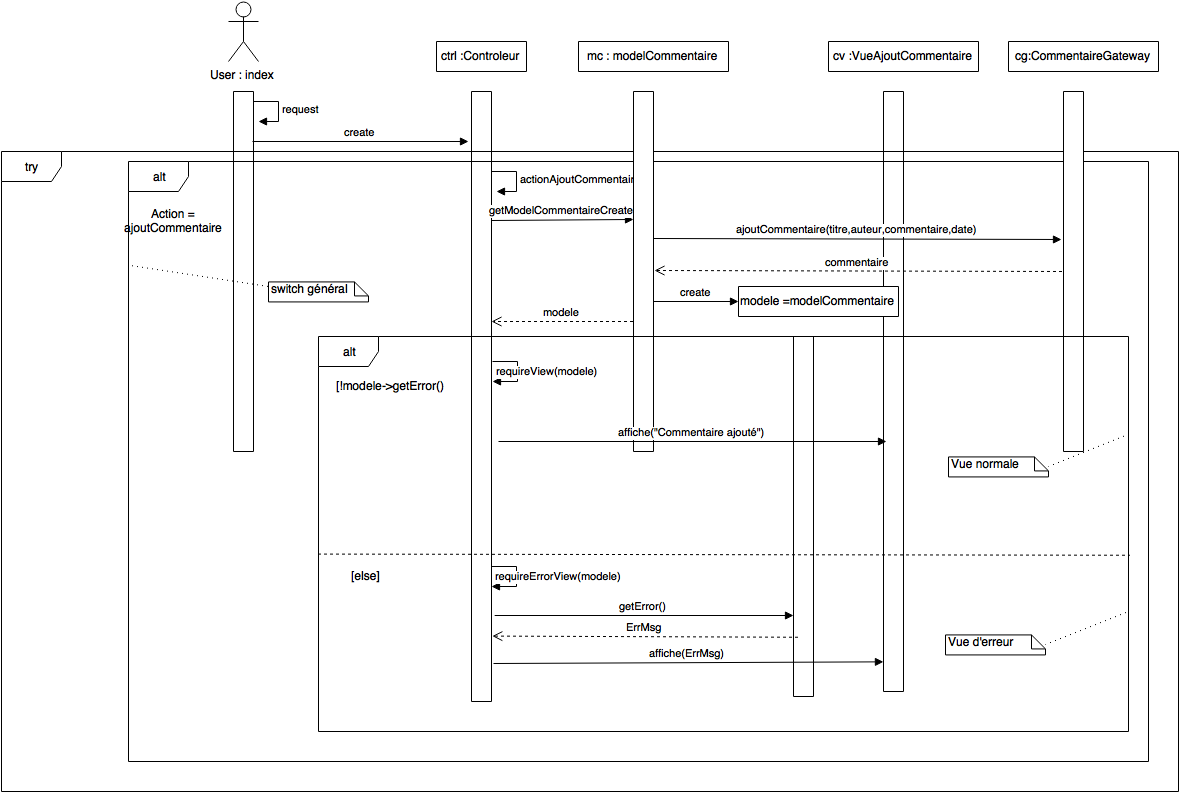 User : index
ctrl :Controleur
mc : modelCommentaire
cv :VueAjoutCommentaire
cg:CommentaireGateway
request
create
try
alt
actionAjoutCommentair
Action =
ajoutCommentaire
getModelCommentaireCreate
ajoutCommentaire(titre,auteur,commentaire,date)
commentaire
switch général
create
modele =modelCommentaire
modele
alt
requireView(modele)
[!modele->getError()
affiche("Commentaire ajouté")
Vue normale
[else]
requireErrorView(modele)
getError()
ErrMsg
Vue d'erreur
affiche(ErrMsg)